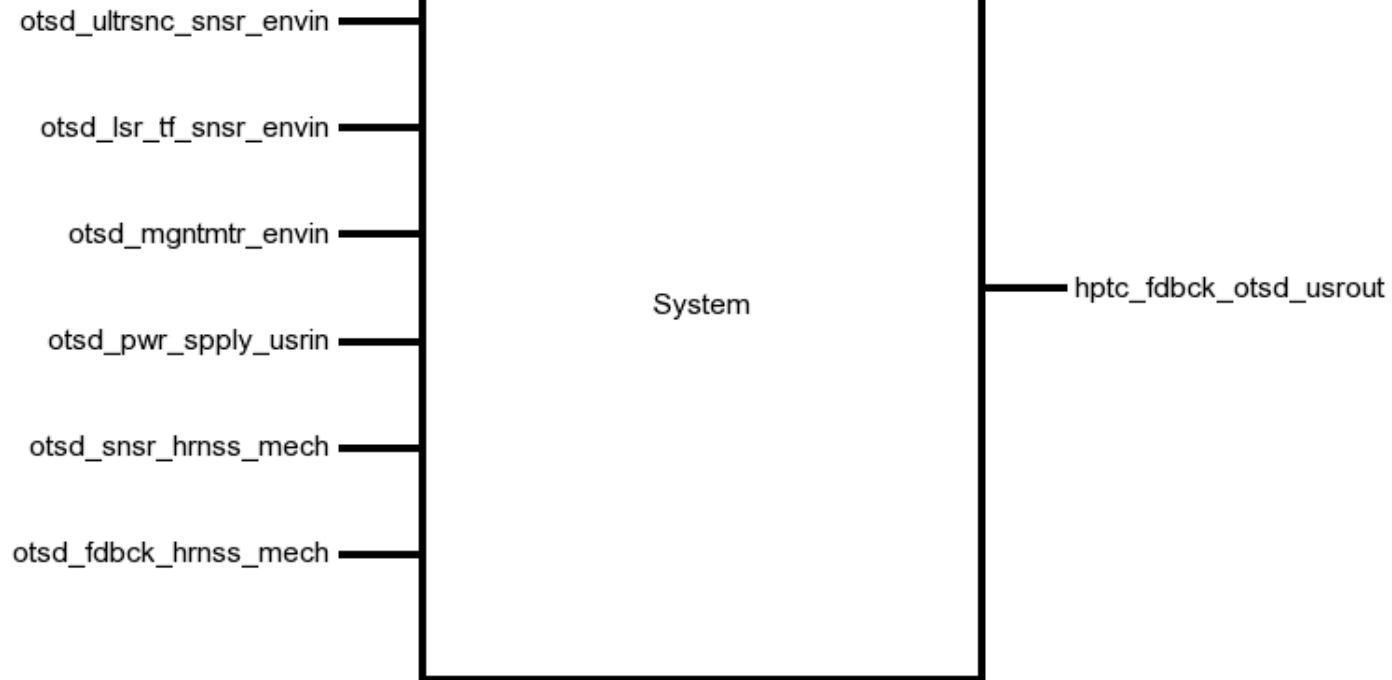 otsd_ultrsnc_snsr_envin
otsd_lsr_tf_snsr_envin
otsd_mgntmtr_envin
otsd_pwr_spply_usrin
otsd_snsr_hrnss_mech
otsd_fdbck_hrnss_mech
System
hptc_fdbck_otsd_usrout